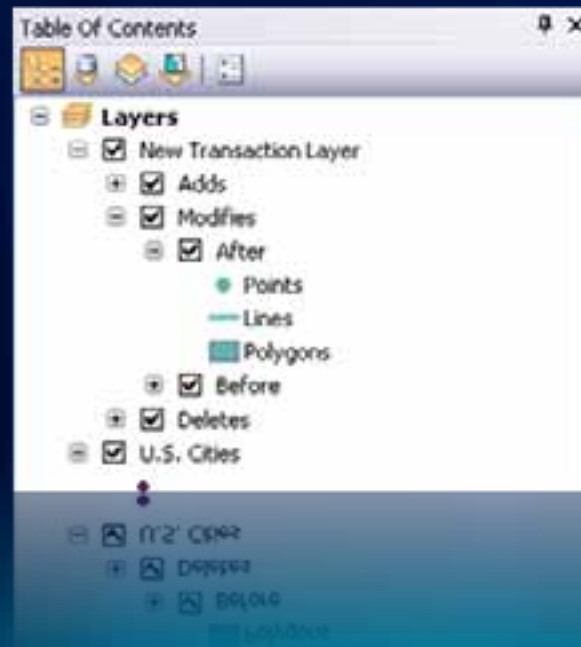 Table Of Contents
Layers
New Transaction Layer
Adds
Modifies
After
Points
Lines
Polygons
Before
Deletes
U.S. Cities